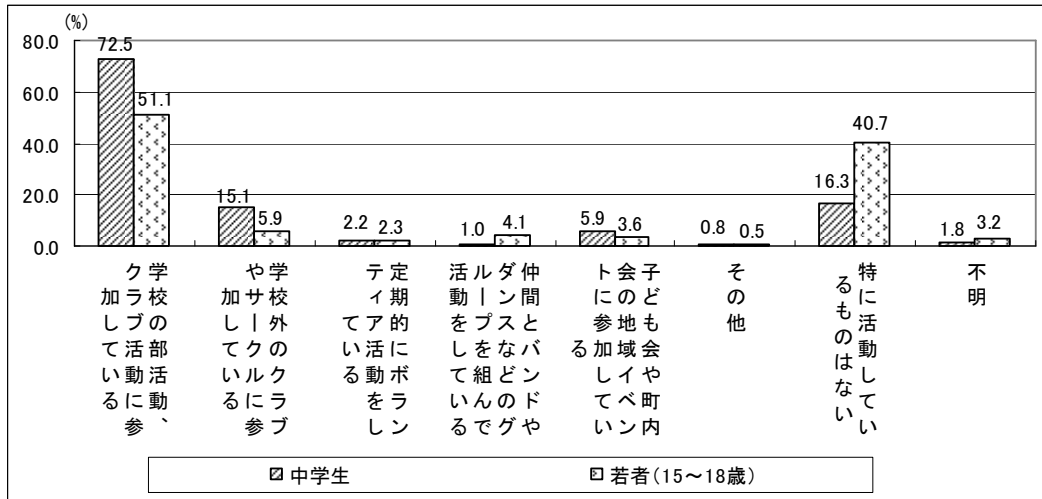 (%)
80.0
60.0
40.0
20.0
0.0
72.5
51.1
15.1
5.9
2.2
2.3
1.0
4.1
5.9
3.6
0.8
0.5
16.3
40.7
1.8
3.2
学校の部活動、
クラブ活動に参
加している
学校外のクラブ
やサークルに参
加している
定期的にボラン
ティア活動をし
ている
仲間とバンドや
ダンスなどのグ
ループを組んで
活動をしている
子ども会や町内
会の地域イベン
トに参加してい
る
その他
特に活動してい
るものはない
不明
中学生
若者(15～18歳)